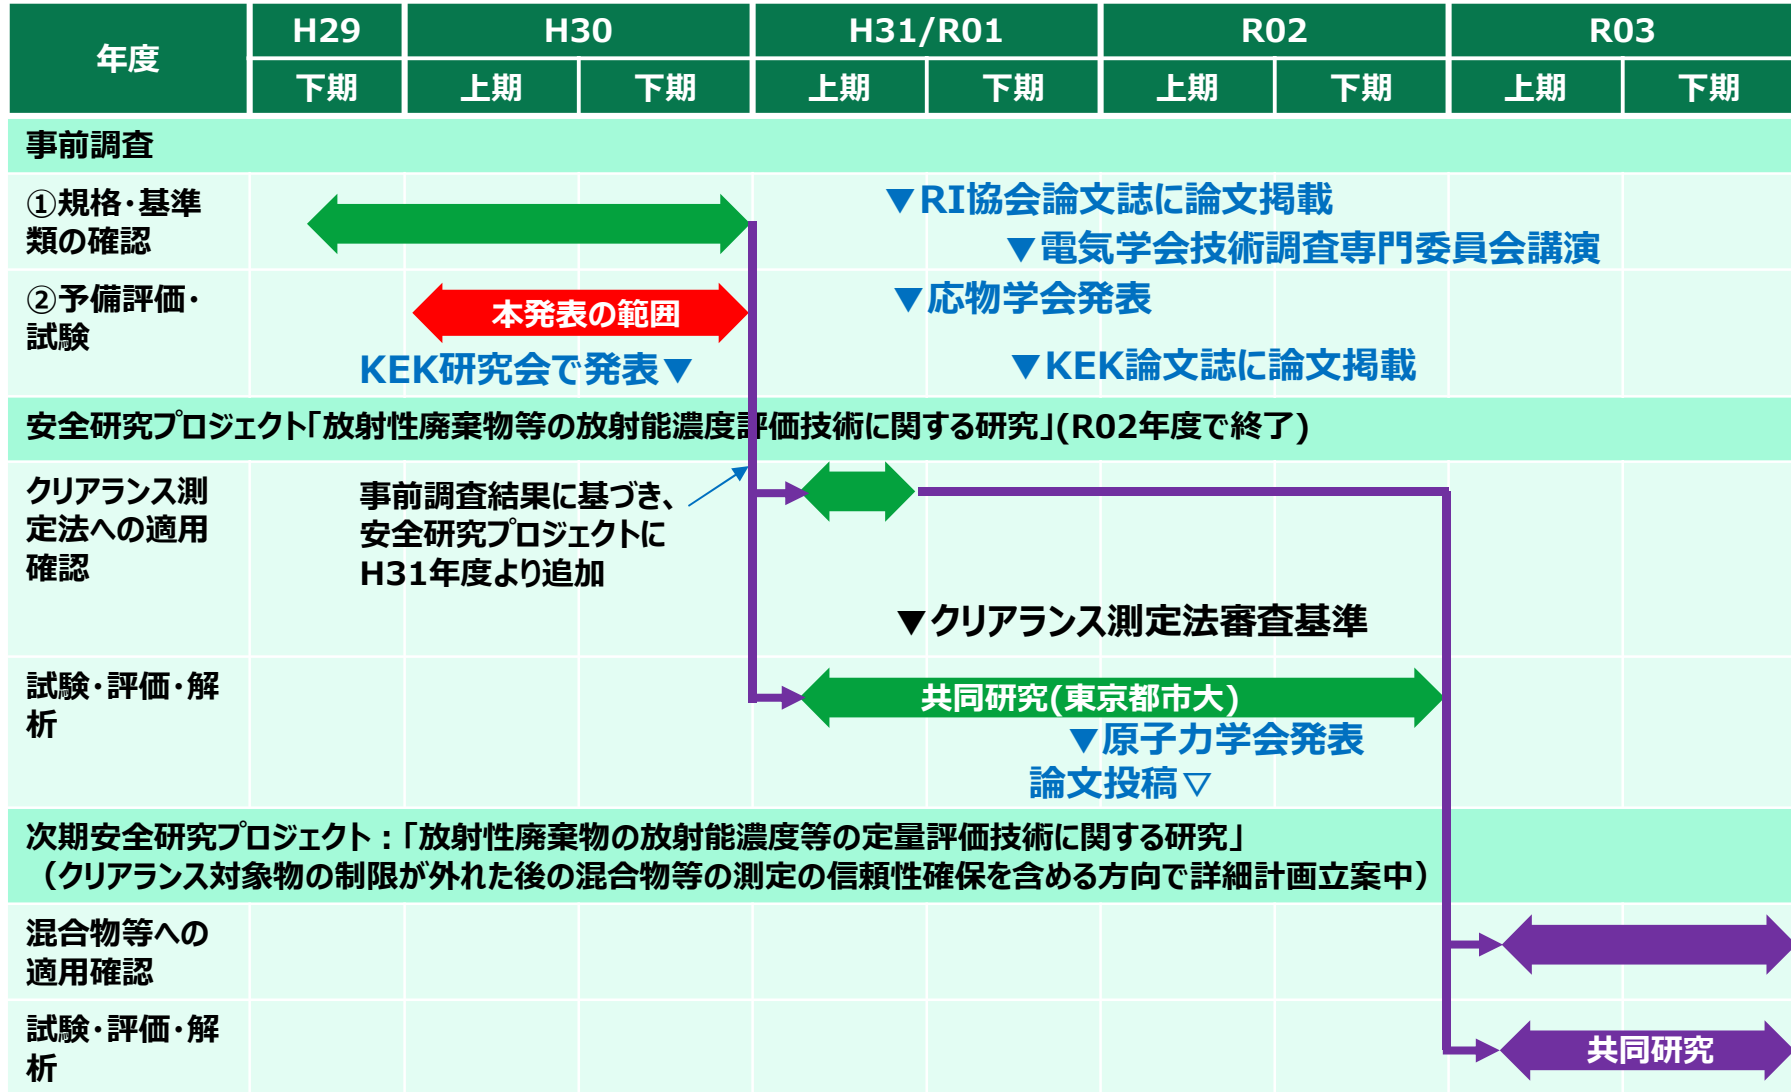 年度
H29
H30
H31/R01
R02
R03
下期
上期
下期
上期
下期
上期
下期
上期
下期
事前調査
①規格・基準
類の確認
▼RI協会論文誌に論文掲載
▼電気学会技術調査専門委員会講演
②予備評価・
試験
本発表の範囲
▼応物学会発表
KEK研究会で発表▼
▼KEK論文誌に論文掲載
安全研究プロジェクト「放射性廃棄物等の放射能濃度評価技術に関する研究」(R02年度で終了)
クリアランス測
定法への適用
確認
事前調査結果に基づき、
安全研究プロジェクトに
H31年度より追加
▼クリアランス測定法審査基準
試験・評価・解
析
共同研究(東京都市大)
▼原子力学会発表
論文投稿▽
次期安全研究プロジェクト：「放射性廃棄物の放射能濃度等の定量評価技術に関する研究」
（クリアランス対象物の制限が外れた後の混合物等の測定の信頼性確保を含める方向で詳細計画立案中）
混合物等への
適用確認
試験・評価・解
析
共同研究